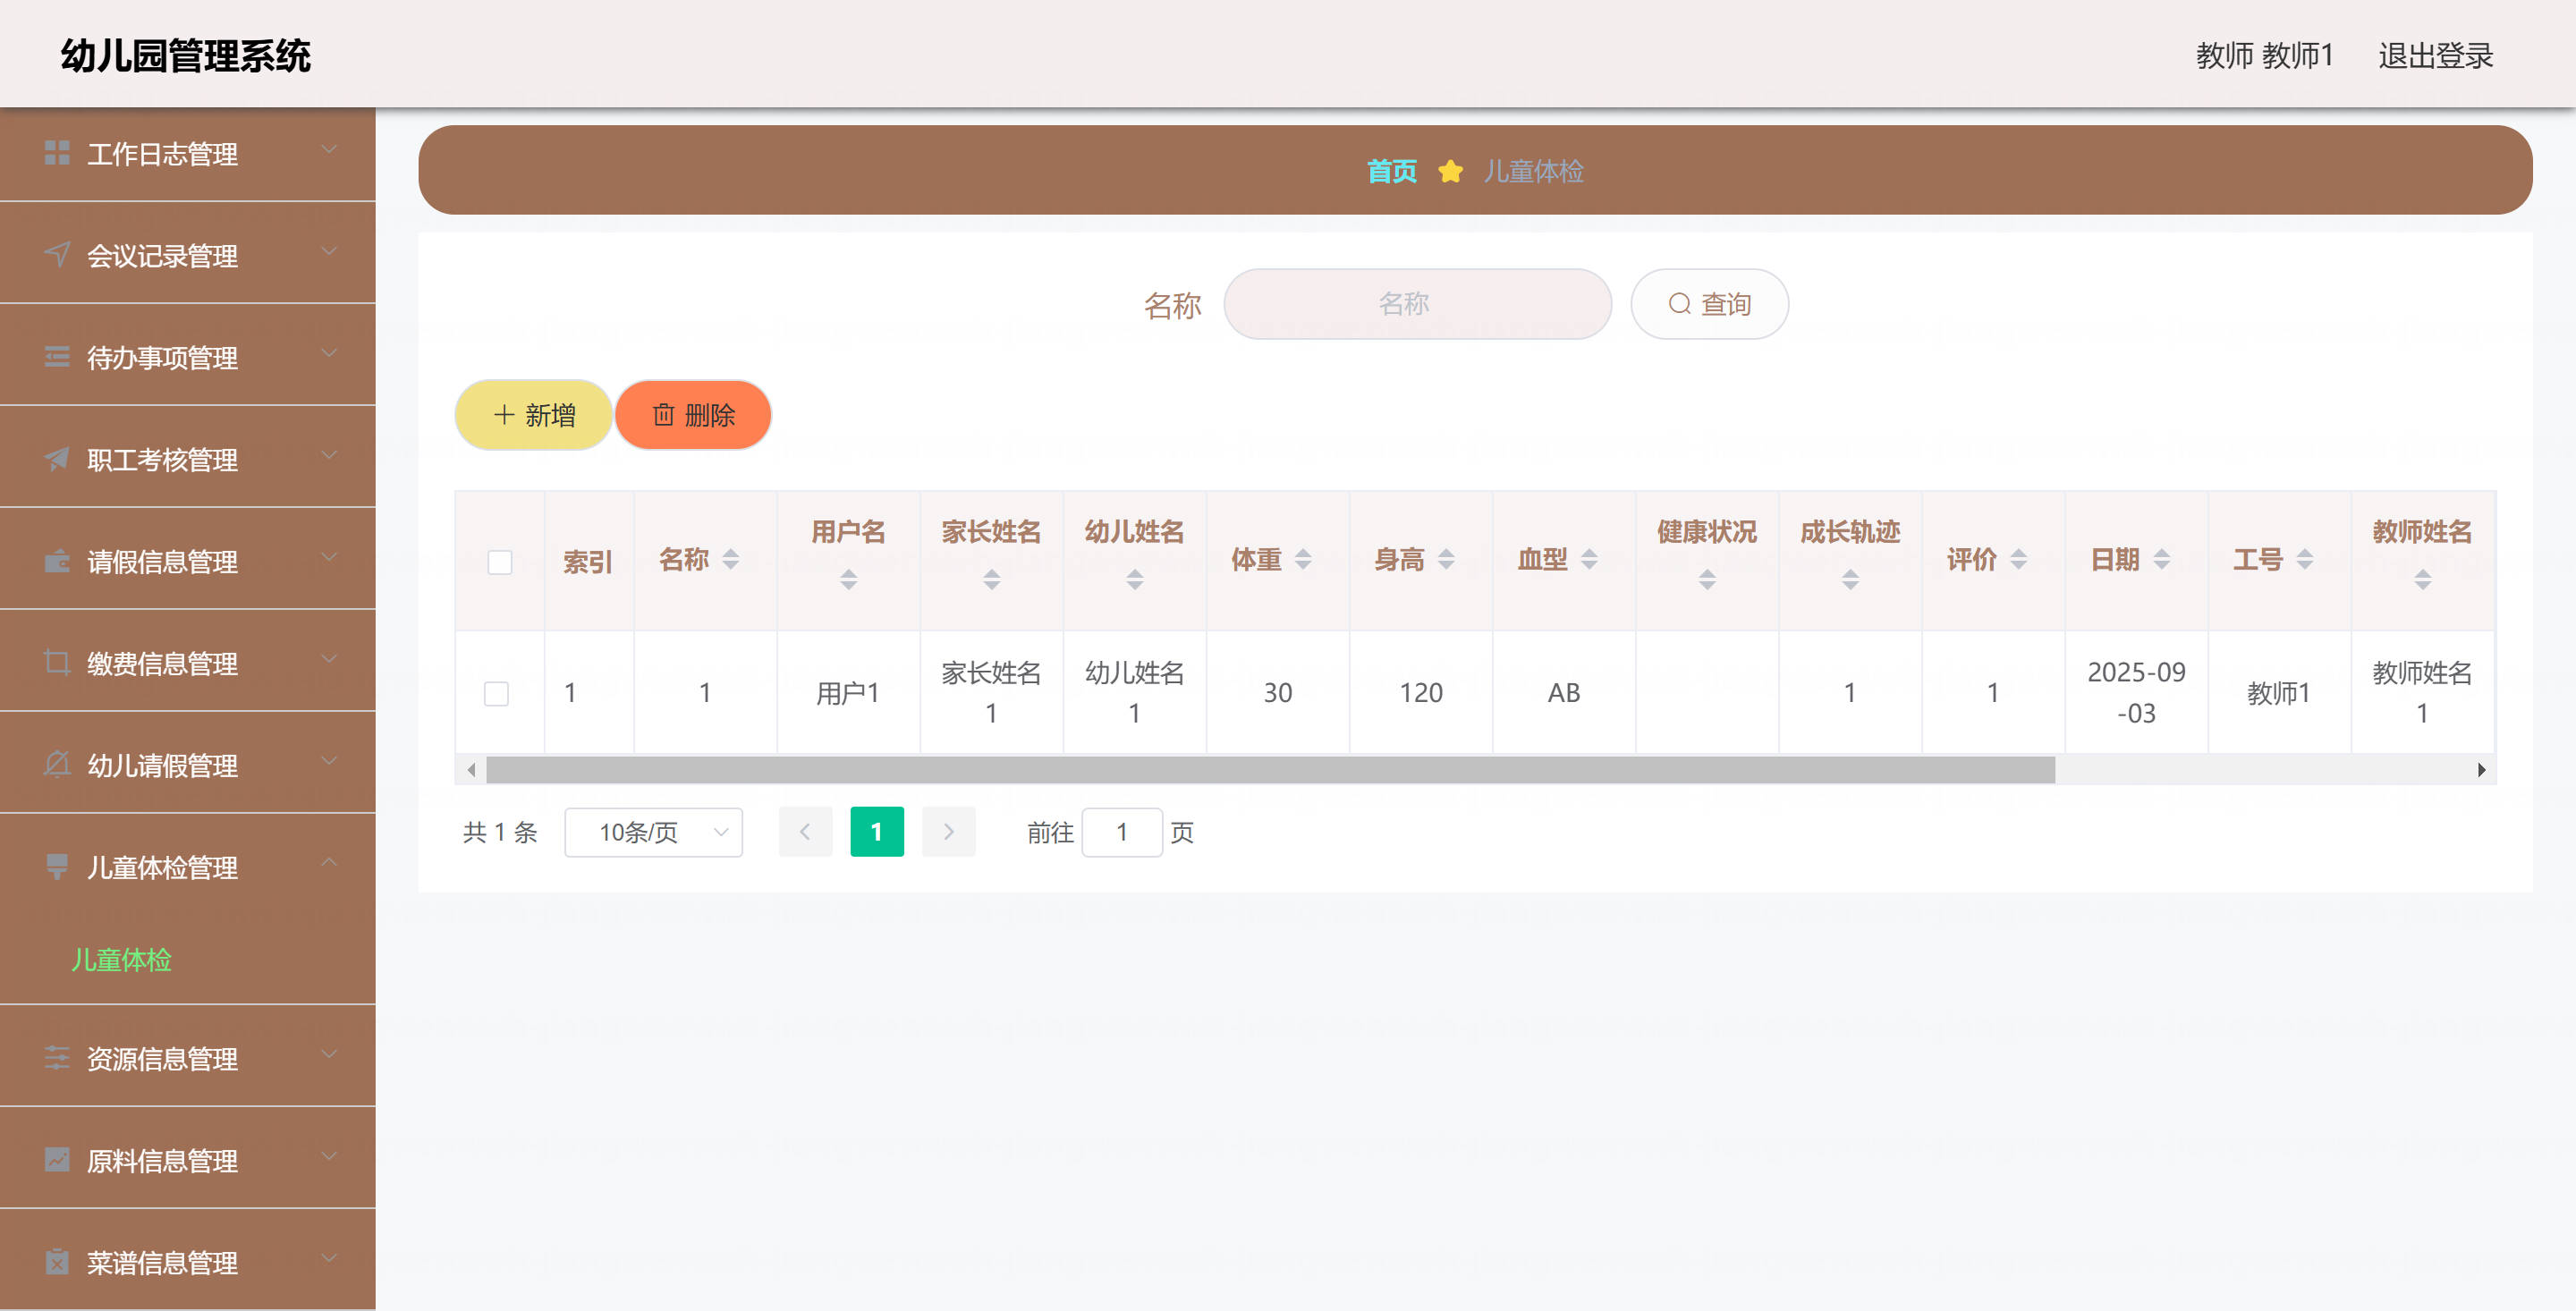 幼儿园管理系统
教师 教师1 退出登录
工作日志管理
会议记录管理
待办事项管理
职工考核管理
请假信息管理
缴费信息管理
幼儿请假管理
儿童体检管理
儿童体检
资源信息管理
原料信息管理
菜谱信息管理
首页 儿童体检
名称 名称 查询
新增 删除
索引 名称 用户名 家长姓名 幼儿姓名 体重 身高 血型 健康状况 成长轨迹 评价 日期 工号 教师姓名
1 1 用户1 家长姓名1 幼儿姓名1 30 120 AB 1 1 2025-09-03 教师1 教师姓名1
共 1 条 10条/页 1 前往 1 页